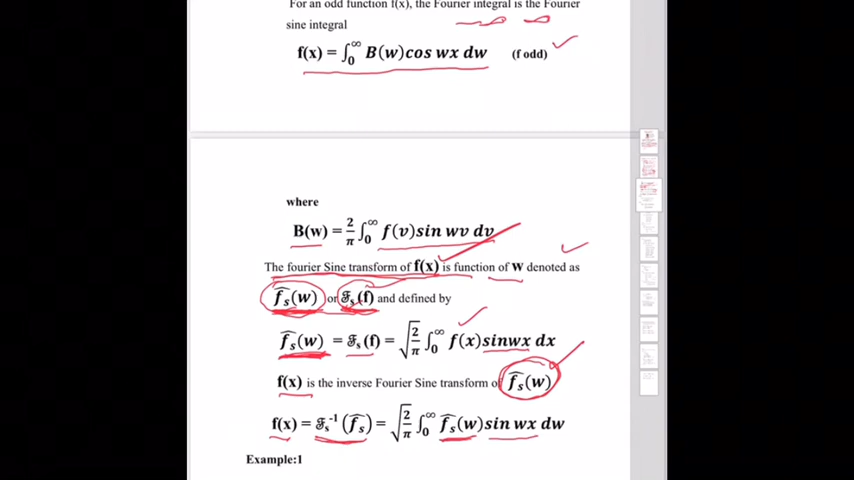 For an odd function f(x), the Fourier integral is the Fourier
sine integral
f(x) = ∫₀^∞ B(w)cos wx dw (f odd)
where
B(w) = 2/π ∫₀^∞ f(v)sin wv dv
The fourier Sine transform of f(x) is function of w denoted as
f̂ₛ(w) or 𝔉ₛ(f) and defined by
f̂ₛ(w) = 𝔉ₛ(f) = √(2/π) ∫₀^∞ f(x)sinwx dx
f(x) is the inverse Fourier Sine transform of f̂ₛ(w)
f(x) = 𝔉ₛ⁻¹ (f̂ₛ) = √(2/π) ∫₀^∞ f̂ₛ(w)sin wx dw
Example:1